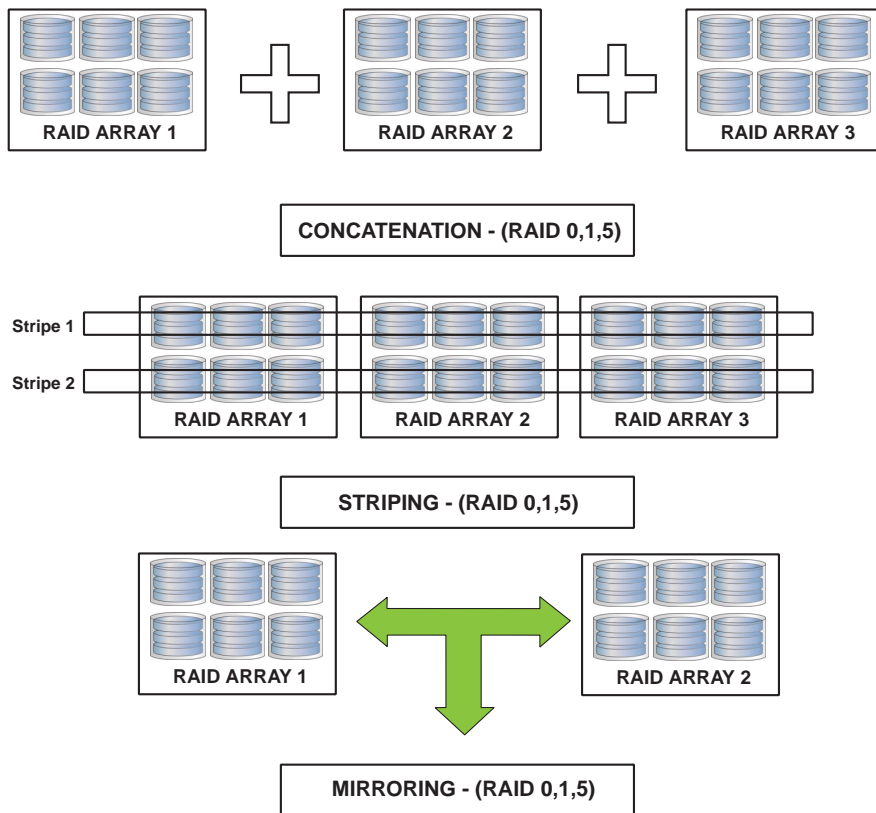 RAID ARRAY 1
RAID ARRAY 2
RAID ARRAY 3
CONCATENATION - (RAID 0,1,5)
Stripe 1
Stripe 2
RAID ARRAY 1
RAID ARRAY 2
RAID ARRAY 3
STRIPING - (RAID 0,1,5)
RAID ARRAY 1
RAID ARRAY 2
MIRRORING - (RAID 0,1,5)